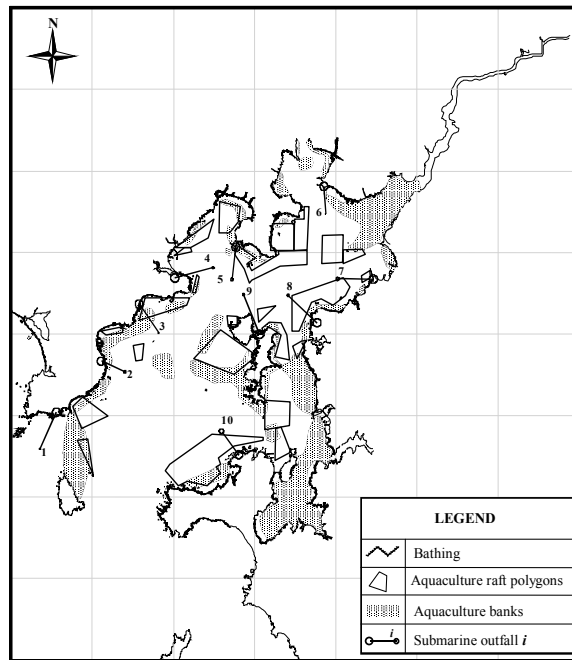 N
6
4
5
7
9
8
3
2
10
1
LEGEND
Bathing
Aquaculture raft polygons
Aquaculture banks
i
Submarine outfall i